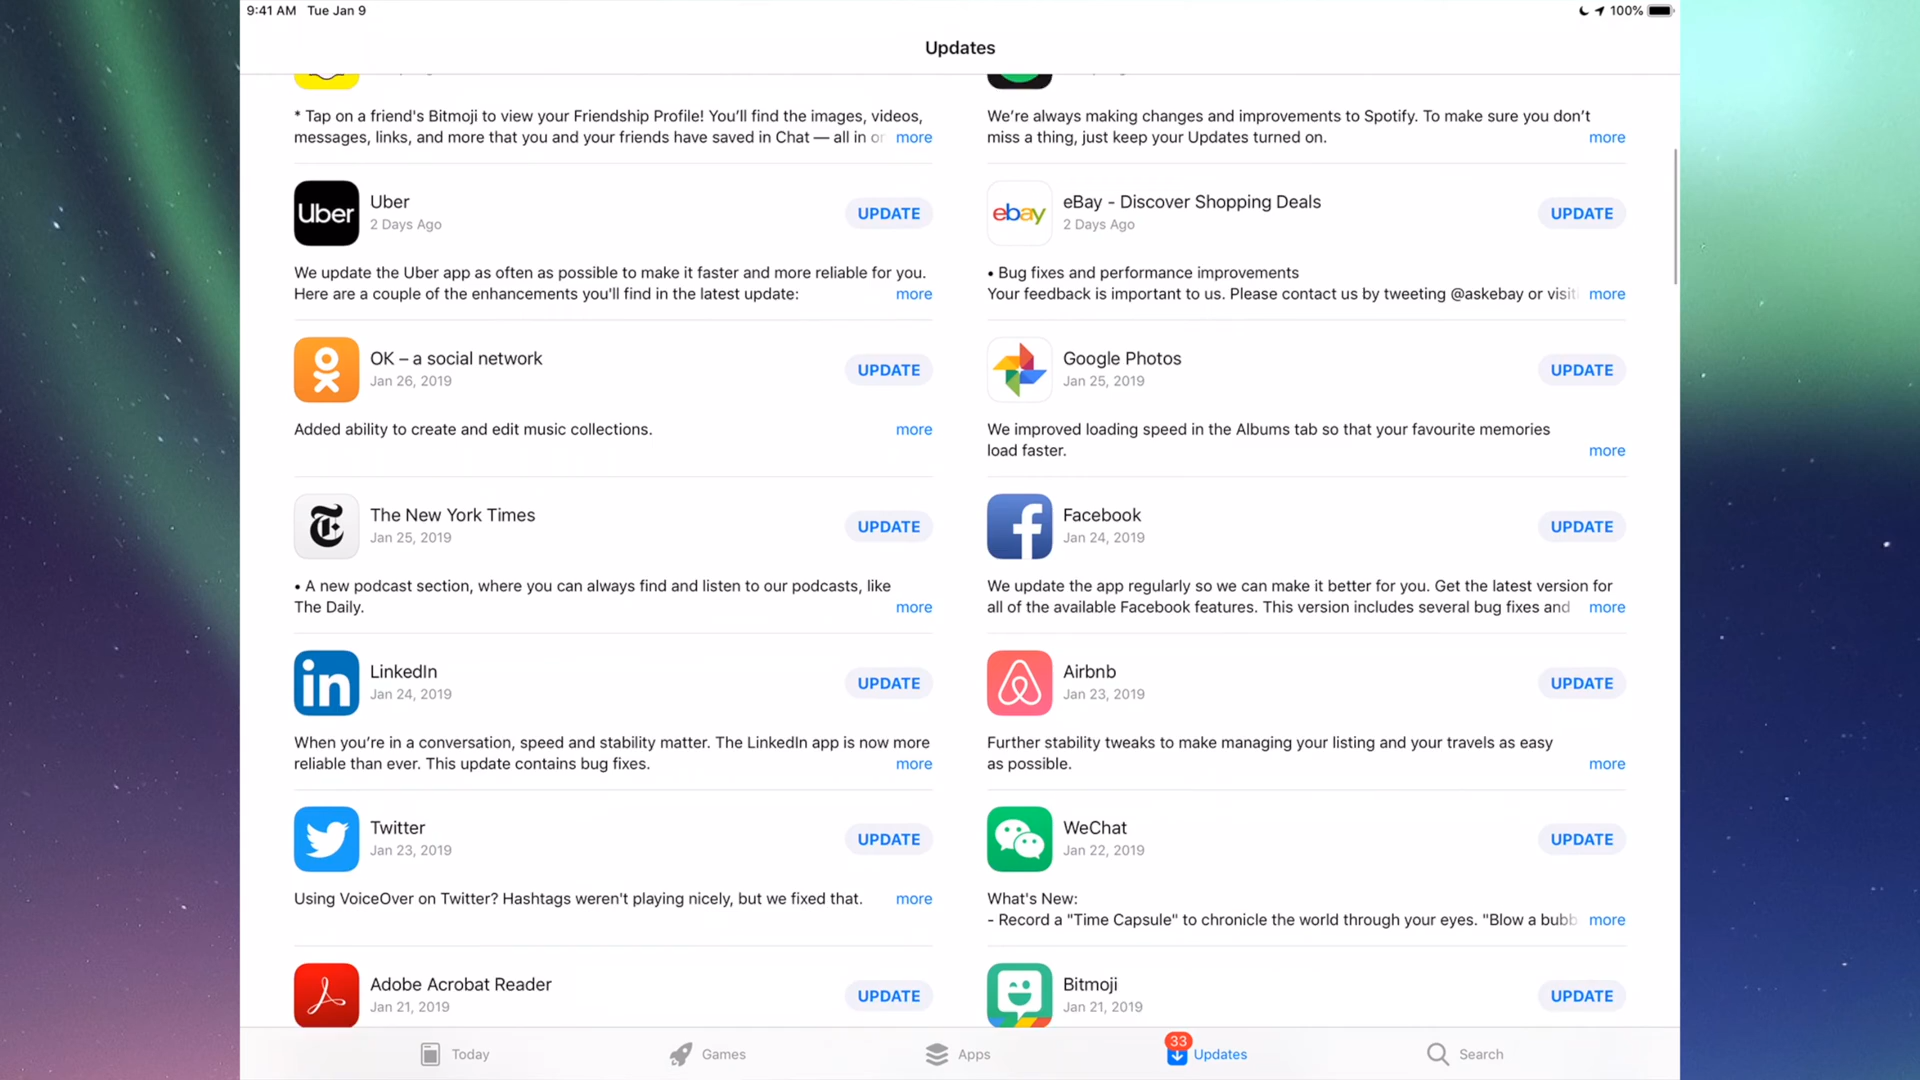 9:41 AM Tue Jan 9
100%
Updates
* Tap on a friend's Bitmoji to view your Friendship Profile! You'll find the images, videos,
messages, links, and more that you and your friends have saved in Chat — all in or more
We're always making changes and improvements to Spotify. To make sure you don't
miss a thing, just keep your Updates turned on. more
Uber
Uber
2 Days Ago
UPDATE
We update the Uber app as often as possible to make it faster and more reliable for you.
Here are a couple of the enhancements you'll find in the latest update: more
ebay
eBay - Discover Shopping Deals
2 Days Ago
UPDATE
• Bug fixes and performance improvements
Your feedback is important to us. Please contact us by tweeting @askebay or visit more
OK – a social network
Jan 26, 2019
UPDATE
Added ability to create and edit music collections. more
Google Photos
Jan 25, 2019
UPDATE
We improved loading speed in the Albums tab so that your favourite memories
load faster. more
The New York Times
Jan 25, 2019
UPDATE
• A new podcast section, where you can always find and listen to our podcasts, like
The Daily. more
f
Facebook
Jan 24, 2019
UPDATE
We update the app regularly so we can make it better for you. Get the latest version for
all of the available Facebook features. This version includes several bug fixes and more
in
LinkedIn
Jan 24, 2019
UPDATE
When you're in a conversation, speed and stability matter. The LinkedIn app is now more
reliable than ever. This update contains bug fixes. more
Airbnb
Jan 23, 2019
UPDATE
Further stability tweaks to make managing your listing and your travels as easy
as possible. more
Twitter
Jan 23, 2019
UPDATE
Using VoiceOver on Twitter? Hashtags weren't playing nicely, but we fixed that. more
WeChat
Jan 22, 2019
UPDATE
What's New:
- Record a "Time Capsule" to chronicle the world through your eyes. "Blow a bubb more
Adobe Acrobat Reader
Jan 21, 2019
UPDATE
Bitmoji
Jan 21, 2019
UPDATE
Today
Games
Apps
33
Updates
Search